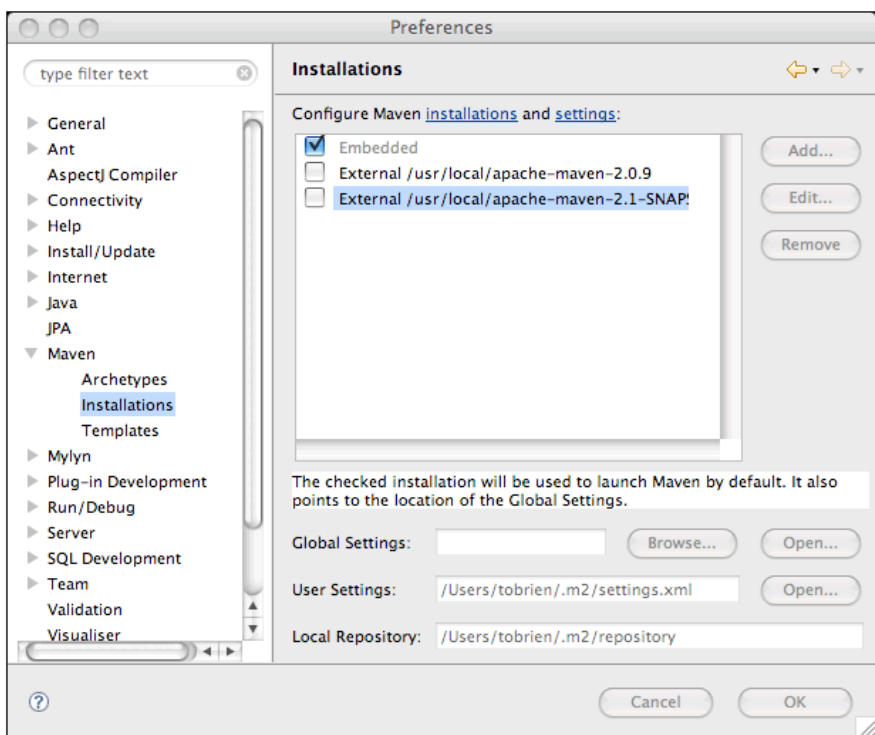 Preferences
type filter text
General
Ant
AspectJ Compiler
Connectivity
Help
Install/Update
Internet
Java
JPA
Maven
Archetypes
Installations
Templates
Mylyn
Plug-in Development
Run/Debug
Server
SQL Development
Team
Validation
Visualiser
Installations
Configure Maven installations and settings:
Embedded
External /usr/local/apache-maven-2.0.9
External /usr/local/apache-maven-2.1-SNAPS
Add...
Edit...
Remove
The checked installation will be used to launch Maven by default. It also
points to the location of the Global Settings.
Global Settings:
Browse...
Open...
User Settings:
/Users/tobrien/.m2/settings.xml
Open...
Local Repository:
/Users/tobrien/.m2/repository
?
Cancel
OK